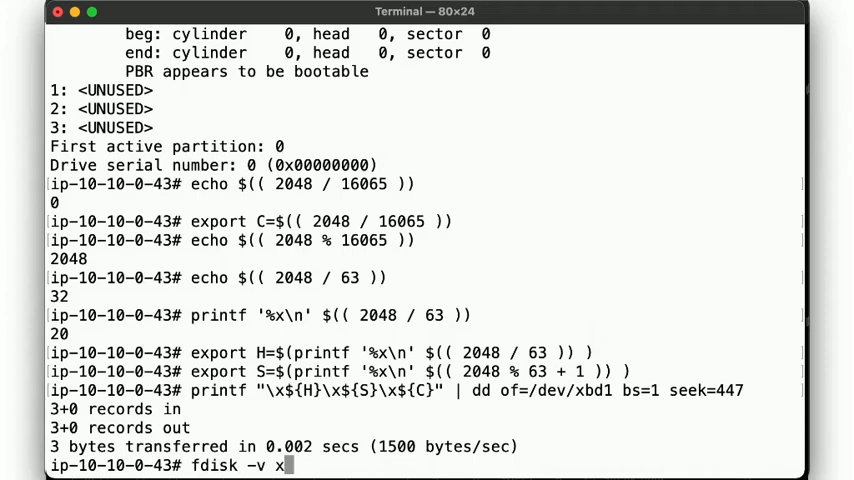 Terminal — 80×24
beg: cylinder    0, head   0, sector  0
end: cylinder    0, head   0, sector  0
PBR appears to be bootable
1: <UNUSED>
2: <UNUSED>
3: <UNUSED>
First active partition: 0
Drive serial number: 0 (0x00000000)
[ip-10-10-0-43# echo $(( 2048 / 16065 ))                                         ]
0
[ip-10-10-0-43# export C=$(( 2048 / 16065 ))                                     ]
[ip-10-10-0-43# echo $(( 2048 % 16065 ))                                         ]
2048
[ip-10-10-0-43# echo $(( 2048 / 63 ))                                            ]
32
[ip-10-10-0-43# printf '%x\n' $(( 2048 / 63 ))                                   ]
20
[ip-10-10-0-43# export H=$(printf '%x\n' $(( 2048 / 63 )) )                      ]
[ip-10-10-0-43# export S=$(printf '%x\n' $(( 2048 % 63 + 1 )) )                  ]
[ip-10-10-0-43# printf "\x${H}\x${S}\x${C}" | dd of=/dev/xbd1 bs=1 seek=447      ]
3+0 records in
3+0 records out
3 bytes transferred in 0.002 secs (1500 bytes/sec)
ip-10-10-0-43# fdisk -v x